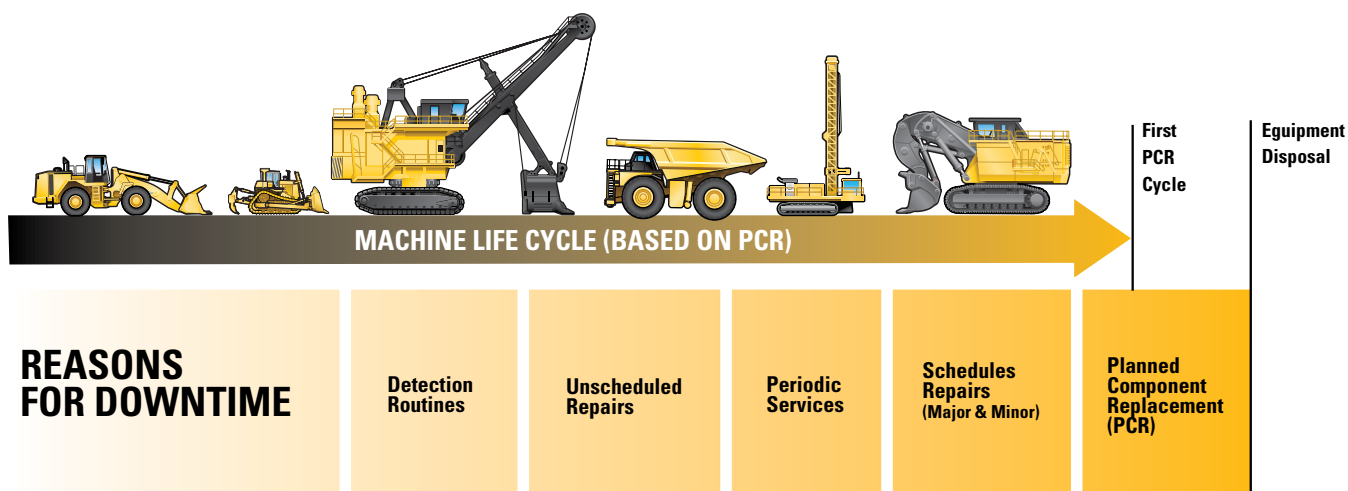 First
PCR
Cycle
Eguipment
Disposal
MACHINE LIFE CYCLE (BASED ON PCR)
REASONS
FOR DOWNTIME
Detection
Routines
Unscheduled
Repairs
Periodic
Services
Schedules
Repairs
(Major & Minor)
Planned
Component
Replacement
(PCR)